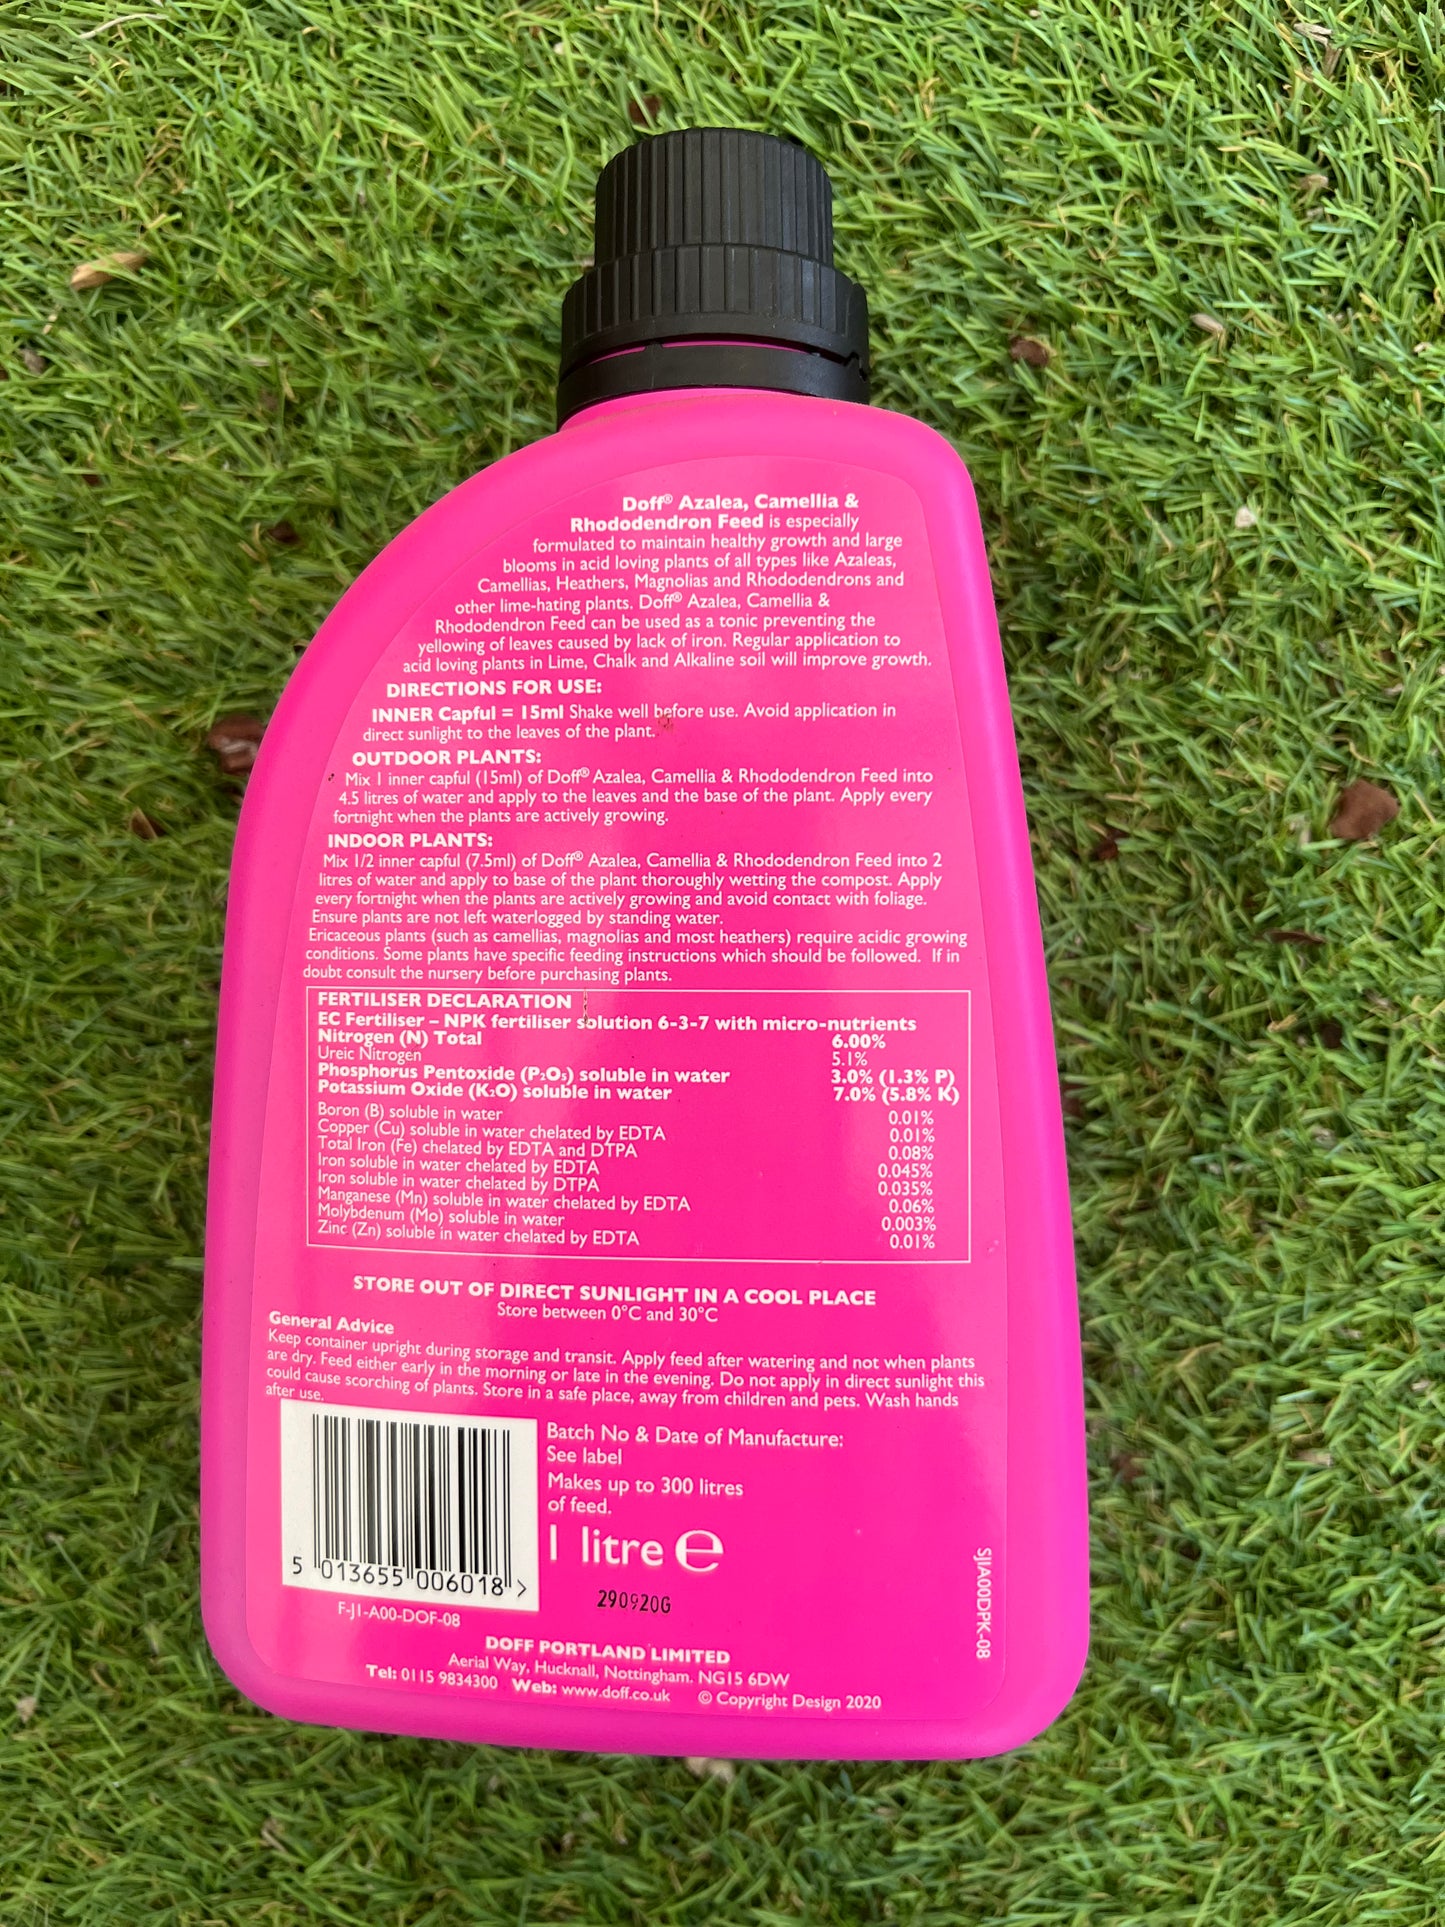 Doff® Azalea, Camellia &
Rhododendron Feed is especially
formulated to maintain healthy growth and large
blooms in acid loving plants of all types like Azaleas,
Camellias, Heathers, Magnolias and Rhododendrons and
other lime-hating plants. Doff® Azalea, Camellia &
Rhododendron Feed can be used as a tonic preventing the
yellowing of leaves caused by lack of iron. Regular application to
acid loving plants in Lime, Chalk and Alkaline soil will improve growth.
DIRECTIONS FOR USE:
INNER Capful = 15ml Shake well before use. Avoid application in
direct sunlight to the leaves of the plant.
OUTDOOR PLANTS:
Mix 1 inner capful (15ml) of Doff® Azalea, Camellia & Rhododendron Feed into
4.5 litres of water and apply to the leaves and the base of the plant. Apply every
fortnight when the plants are actively growing.
INDOOR PLANTS:
Mix 1/2 inner capful (7.5ml) of Doff® Azalea, Camellia & Rhododendron Feed into 2
litres of water and apply to base of the plant thoroughly wetting the compost. Apply
every fortnight when the plants are actively growing and avoid contact with foliage.
Ensure plants are not left waterlogged by standing water.
Ericaceous plants (such as camellias, magnolias and most heathers) require acidic growing
conditions. Some plants have specific feeding instructions which should be followed. If in
doubt consult the nursery before purchasing plants.
FERTILISER DECLARATION
EC Fertiliser – NPK fertiliser solution 6-3-7 with micro-nutrients
Nitrogen (N) Total 6.00%
Ureic Nitrogen 5.1%
Phosphorus Pentoxide (P₂O₅) soluble in water 3.0% (1.3% P)
Potassium Oxide (K₂O) soluble in water 7.0% (5.8% K)
Boron (B) soluble in water 0.01%
Copper (Cu) soluble in water chelated by EDTA 0.01%
Total Iron (Fe) chelated by EDTA and DTPA 0.08%
Iron soluble in water chelated by EDTA 0.045%
Iron soluble in water chelated by DTPA 0.035%
Manganese (Mn) soluble in water chelated by EDTA 0.06%
Molybdenum (Mo) soluble in water 0.003%
Zinc (Zn) soluble in water chelated by EDTA 0.01%
STORE OUT OF DIRECT SUNLIGHT IN A COOL PLACE
Store between 0°C and 30°C
General Advice
Keep container upright during storage and transit. Apply feed after watering and not when plants
are dry. Feed either early in the morning or late in the evening. Do not apply in direct sunlight this
could cause scorching of plants. Store in a safe place, away from children and pets. Wash hands
after use.
Batch No & Date of Manufacture:
See label
Makes up to 300 litres
of feed.
1 litre ℮
290920G
5 013655 006018 >
F-J1-A00-DOF-08
SJIA00DPK-08
DOFF PORTLAND LIMITED
Aerial Way, Hucknall, Nottingham. NG15 6DW
Tel: 0115 9834300 Web: www.doff.co.uk © Copyright Design 2020